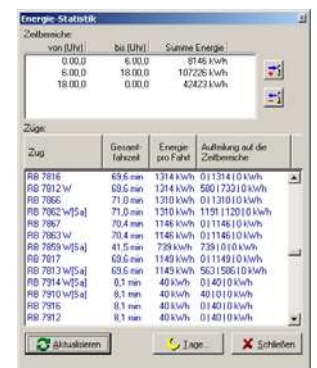 Energie-Statistik
Zeitbereiche:
von (Uhr) bis (Uhr) Summe Energie
0.00,0 6.00,0 8146 kWh
6.00,0 18.00,0 107226 kWh
18.00,0 0.00,0 42423 kWh
Züge:
Zug Gesamt-fahrzeit Energie pro Fahrt Aufteilung auf die Zeitbereiche
RB 7816 69,6 min 1314 kWh 0 | 1314 | 0 kWh
RB 7812 W 69,6 min 1314 kWh 580 | 733 | 0 kWh
RB 7866 71,0 min 1310 kWh 0 | 1310 | 0 kWh
RB 7862 W[Sa] 71,0 min 1310 kWh 1191 | 120 | 0 kWh
RB 7867 70,4 min 1146 kWh 0 | 1146 | 0 kWh
RB 7863 W 70,4 min 1146 kWh 0 | 1146 | 0 kWh
RB 7859 W[Sa] 41,5 min 739 kWh 739 | 0 | 0 kWh
RB 7817 69,6 min 1149 kWh 0 | 1149 | 0 kWh
RB 7813 W[Sa] 69,6 min 1149 kWh 563 | 586 | 0 kWh
RB 7914 W[Sa] 8,1 min 40 kWh 0 | 40 | 0 kWh
RB 7910 W[Sa] 8,1 min 40 kWh 40 | 0 | 0 kWh
RB 7916 8,1 min 40 kWh 0 | 40 | 0 kWh
RB 7912 8,1 min 40 kWh 0 | 40 | 0 kWh
Aktualisieren Tage... Schließen